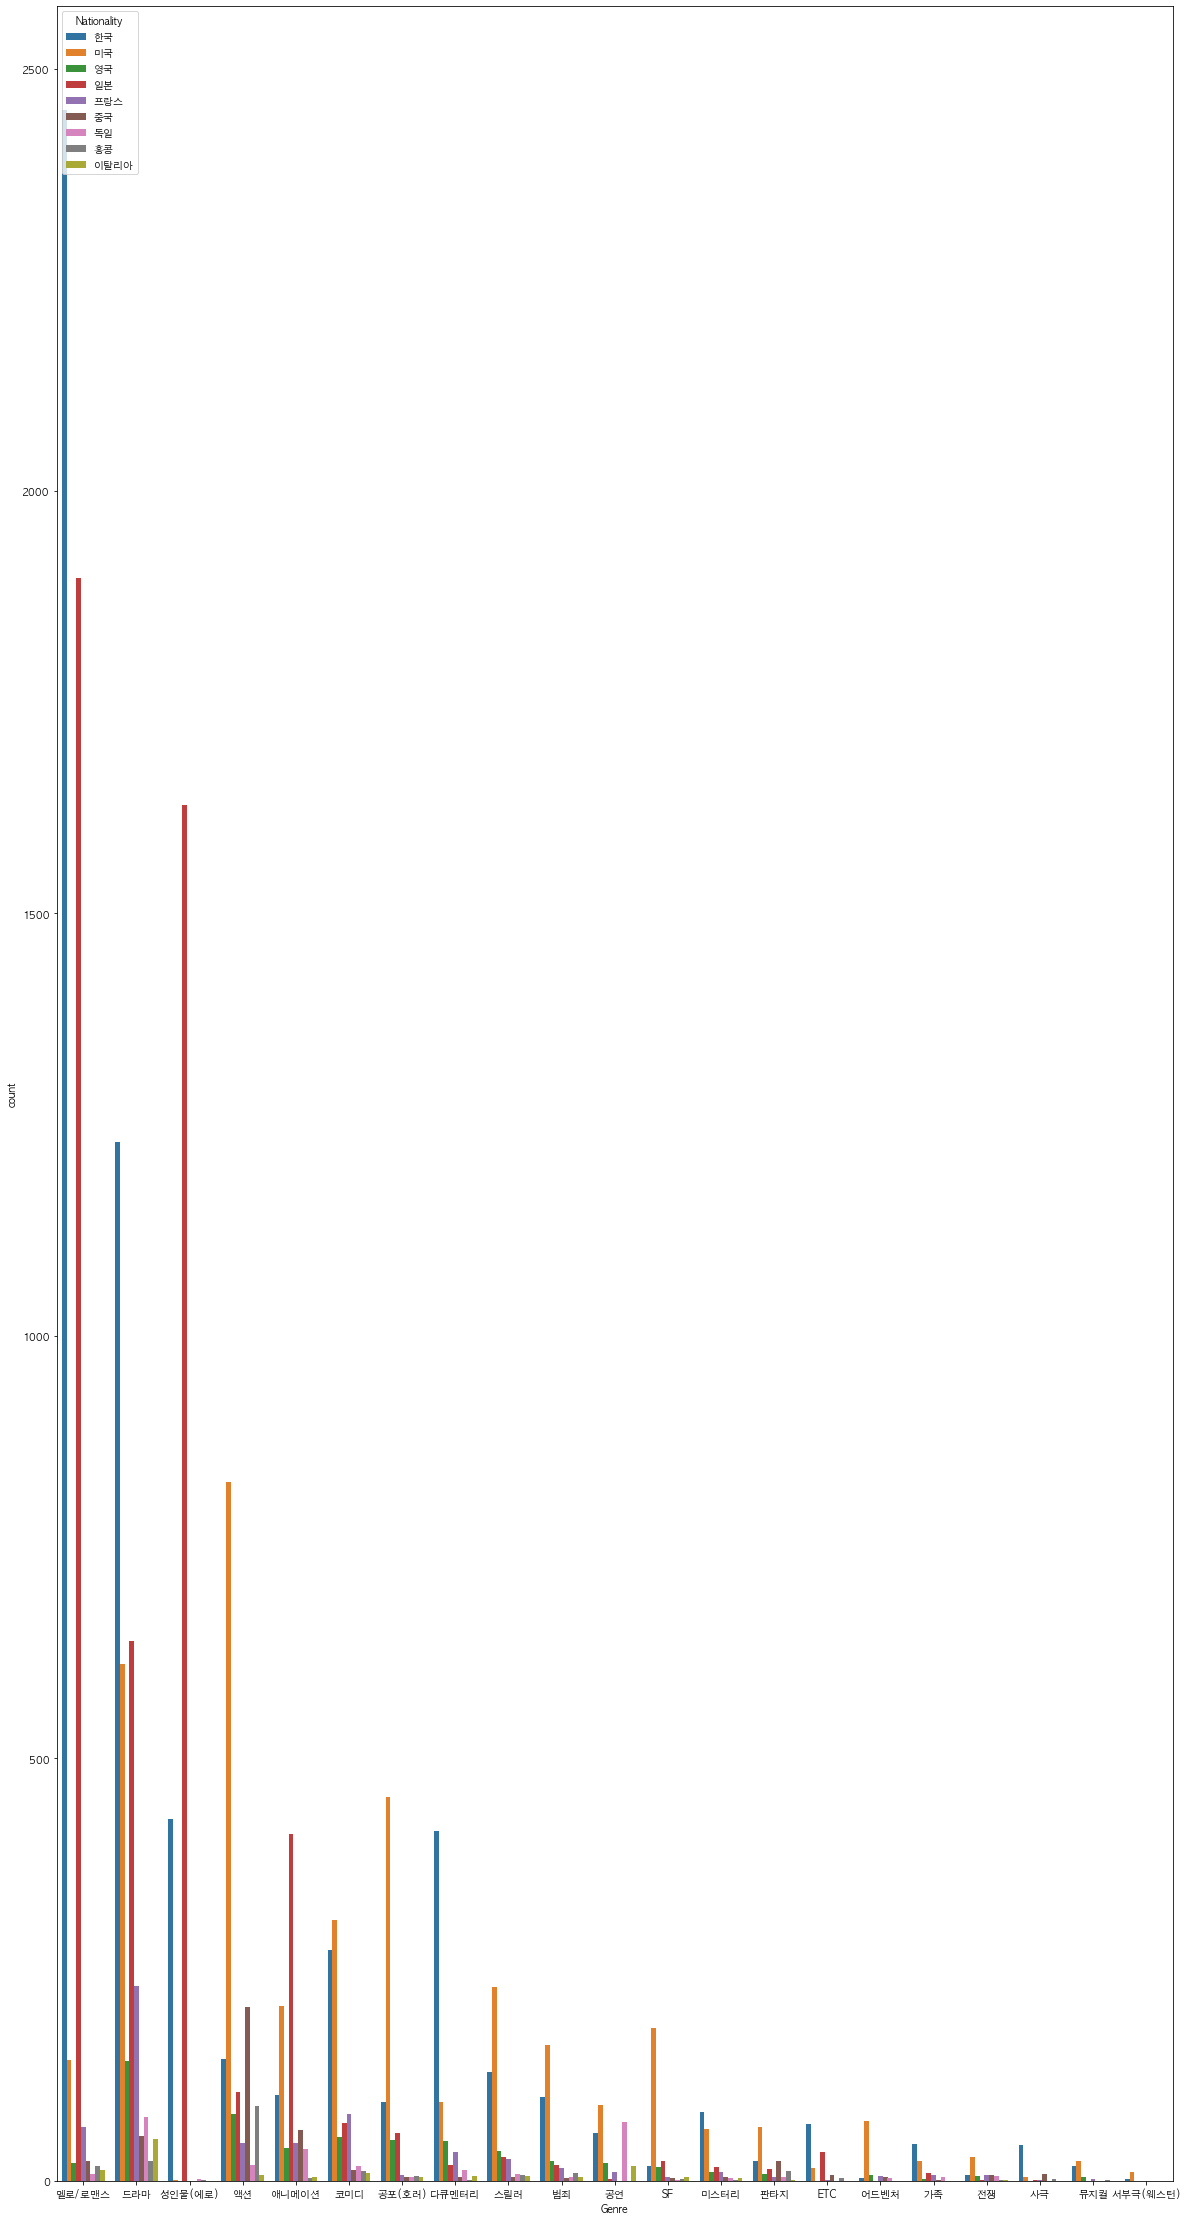 Nationality
한국
미국
영국
일본
프랑스
중국
독일
홍콩
이탈리아
2500
2000
1500
1000
500
0
count
멜로/로맨스 드라마 성인물(에로) 액션 애니메이션 코미디 공포(호러) 다큐멘터리 스릴러 범죄 공연 SF 미스터리 판타지 ETC 어드벤처 가족 전쟁 사극 뮤지컬 서부극(웨스턴)
Genre